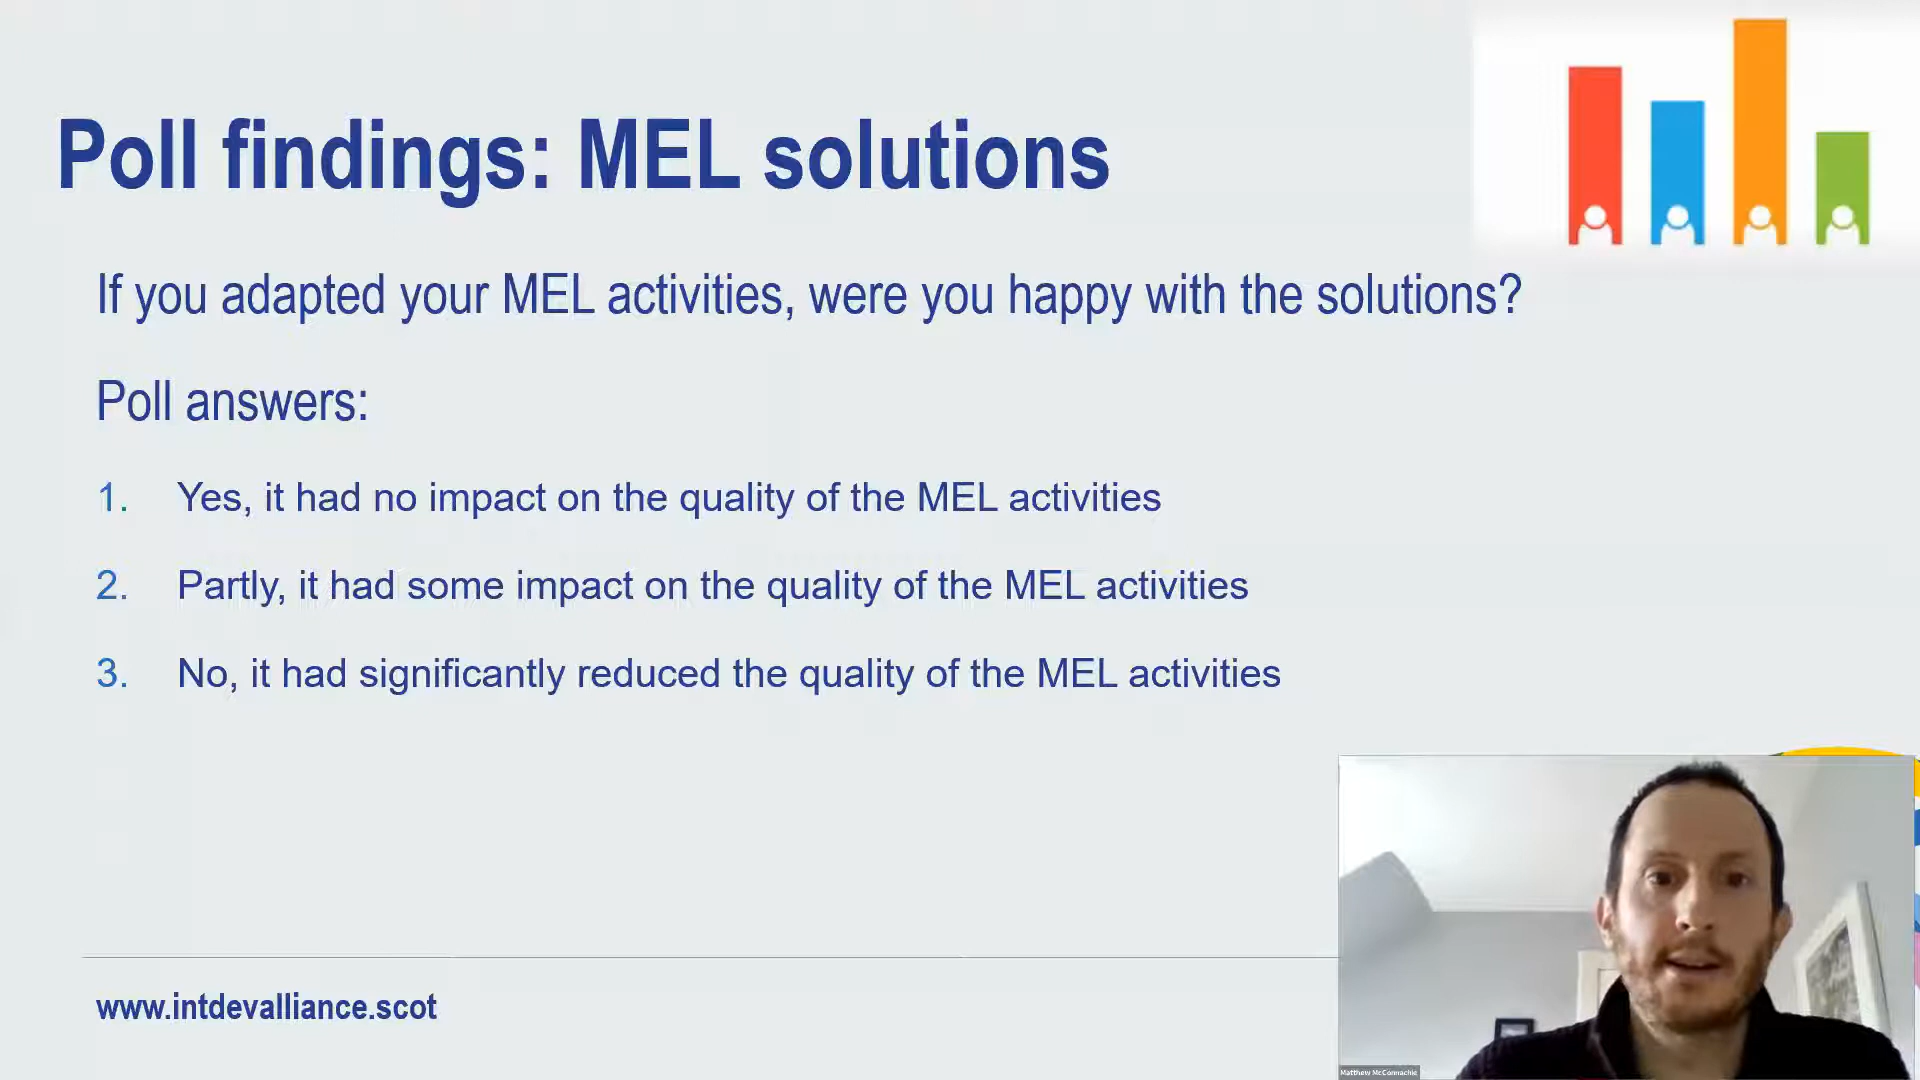 Poll findings: MEL solutions
If you adapted your MEL activities, were you happy with the solutions?
Poll answers:
1. Yes, it had no impact on the quality of the MEL activities
2. Partly, it had some impact on the quality of the MEL activities
3. No, it had significantly reduced the quality of the MEL activities
www.intdevalliance.scot
Matthew McConnachie